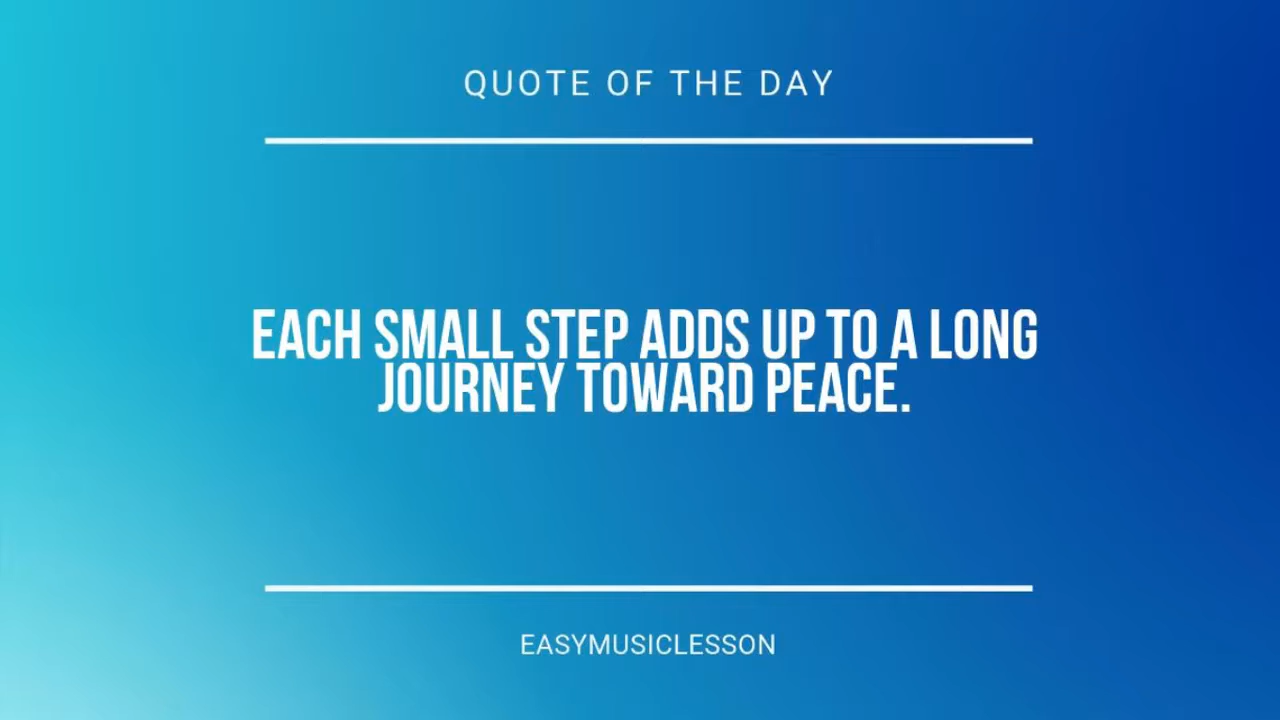 QUOTE OF THE DAY
EACH SMALL STEP ADDS UP TO A LONG
JOURNEY TOWARD PEACE.
EASYMUSICLESSON